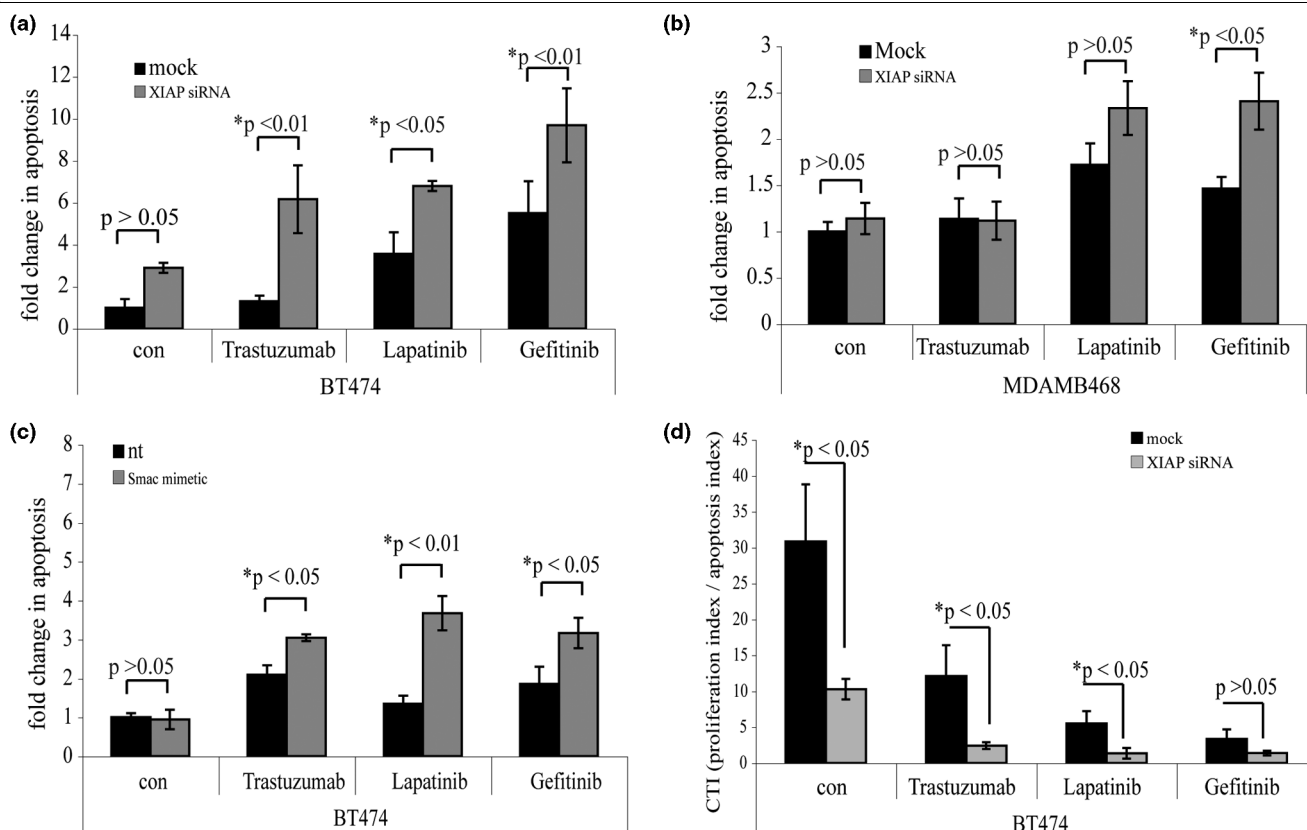 (a)
fold change in apoptosis
14
12
10
8
6
4
2
0
mock
XIAP siRNA
p > 0.05
*p <0.01
*p <0.05
*p <0.01
con
Trastuzumab
Lapatinib
Gefitinib
BT474
(b)
fold change in apoptosis
3
2.5
2
1.5
1
0.5
0
Mock
XIAP siRNA
p >0.05
p >0.05
p >0.05
*p <0.05
con
Trastuzumab
Lapatinib
Gefitinib
MDAMB468
(c)
fold change in apoptosis
8
7
6
5
4
3
2
1
0
nt
Smac mimetic
p >0.05
*p < 0.05
*p < 0.01
*p < 0.05
con
Trastuzumab
Lapatinib
Gefitinib
BT474
(d)
CTI (proliferation index / apoptosis index)
45
40
35
30
25
20
15
10
5
0
mock
XIAP siRNA
*p < 0.05
*p < 0.05
*p < 0.05
p >0.05
con
Trastuzumab
Lapatinib
Gefitinib
BT474